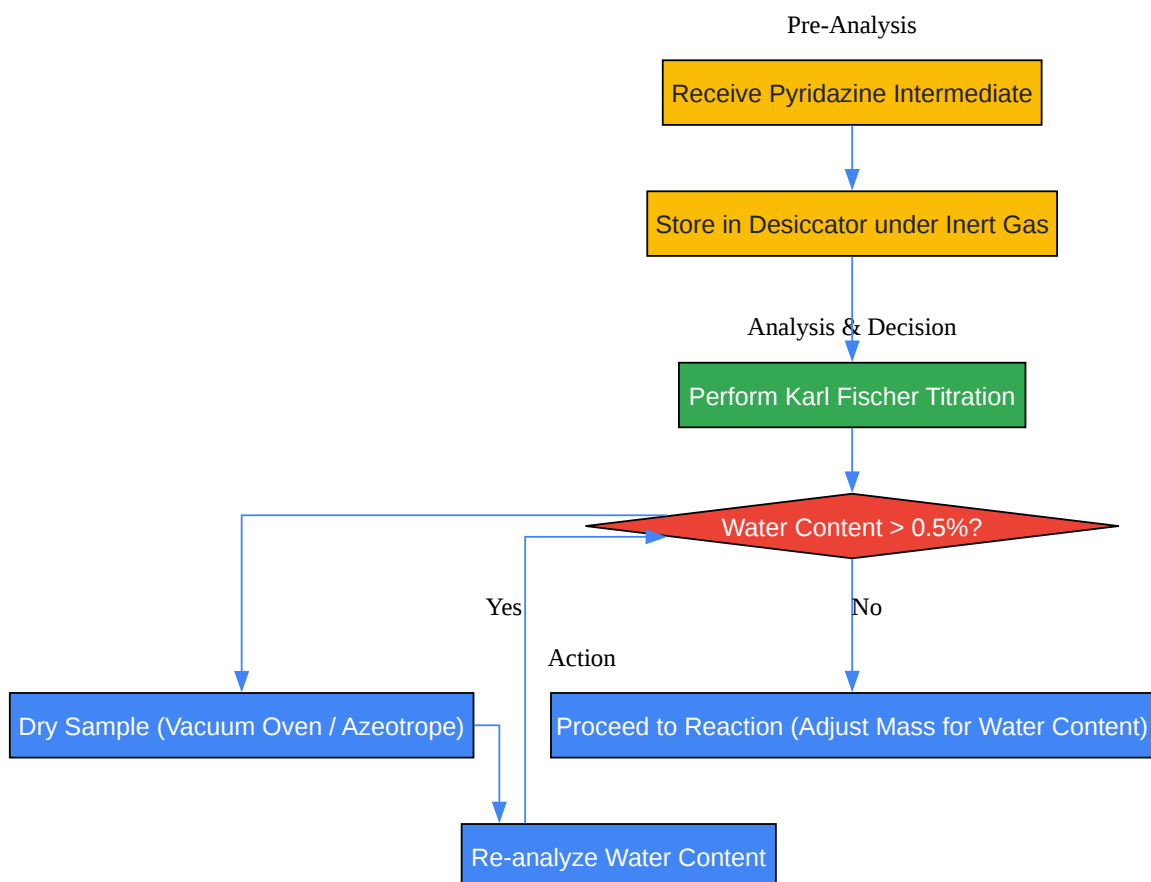 Pre-Analysis
Receive Pyridazine Intermediate
Store in Desiccator under Inert Gas
Analysis & Decision
Perform Karl Fischer Titration
Water Content > 0.5%?
Yes
No
Action
Dry Sample (Vacuum Oven / Azeotrope)
Proceed to Reaction (Adjust Mass for Water Content)
Re-analyze Water Content